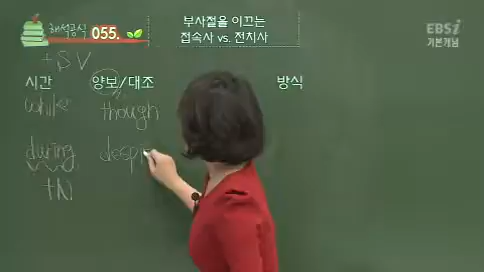 해석공식 055.
부사절을 이끄는
접속사 vs. 전치사
EBSi
기본개념
+ S V
시간 양보/대조 방식
while though
during despi
+N